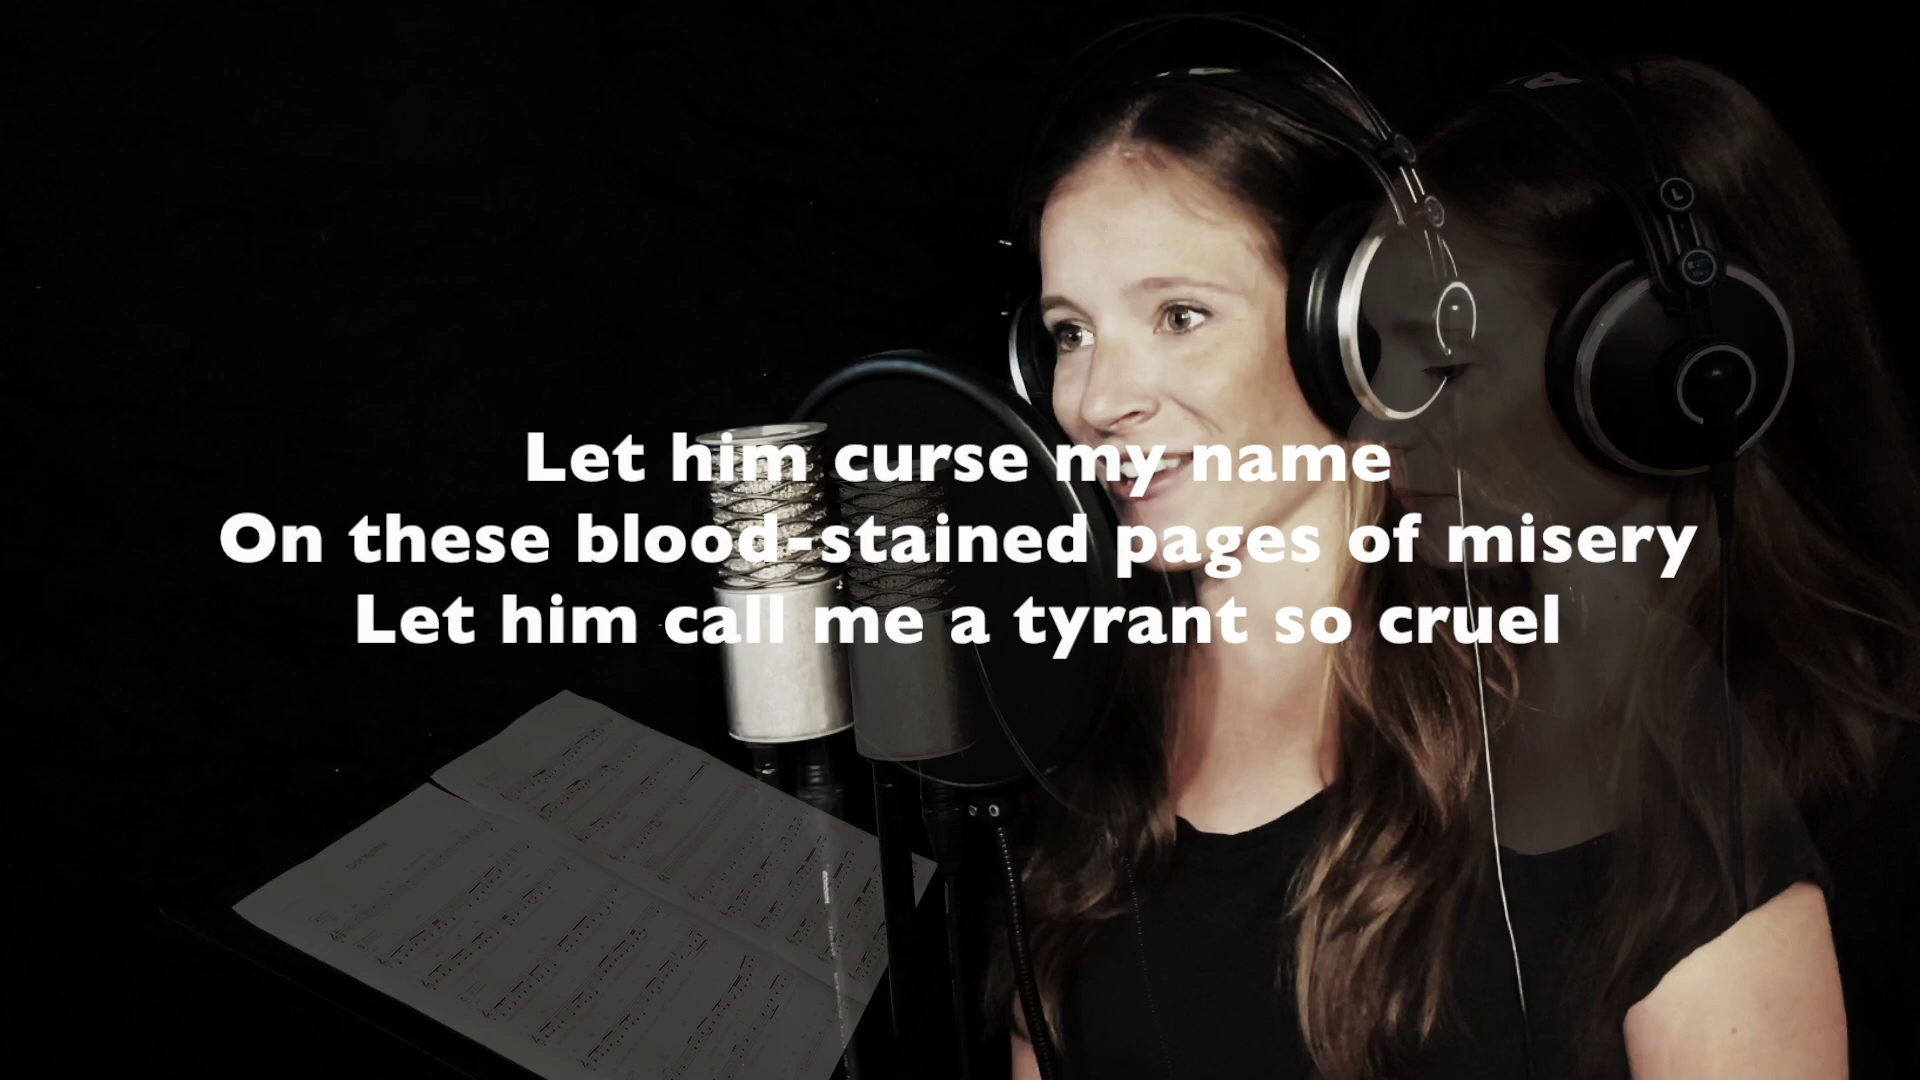 Let him curse my name
On these blood-stained pages of misery
Let him call me a tyrant so cruel
L